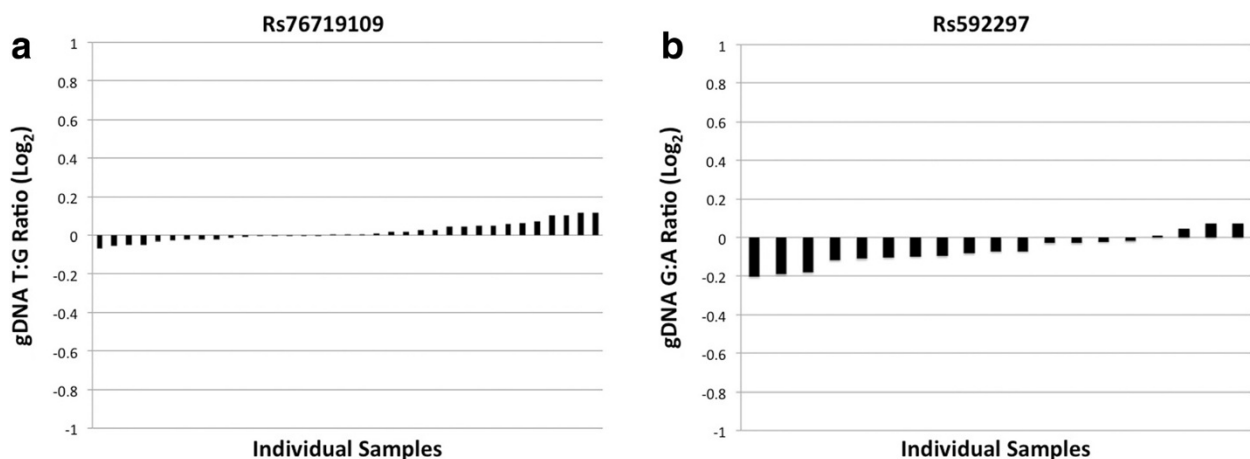 a
Rs76719109
gDNA T:G Ratio (Log₂)
1
0.8
0.6
0.4
0.2
0
-0.2
-0.4
-0.6
-0.8
-1
Individual Samples
b
Rs592297
gDNA G:A Ratio (Log₂)
1
0.8
0.6
0.4
0.2
0
-0.2
-0.4
-0.6
-0.8
-1
Individual Samples